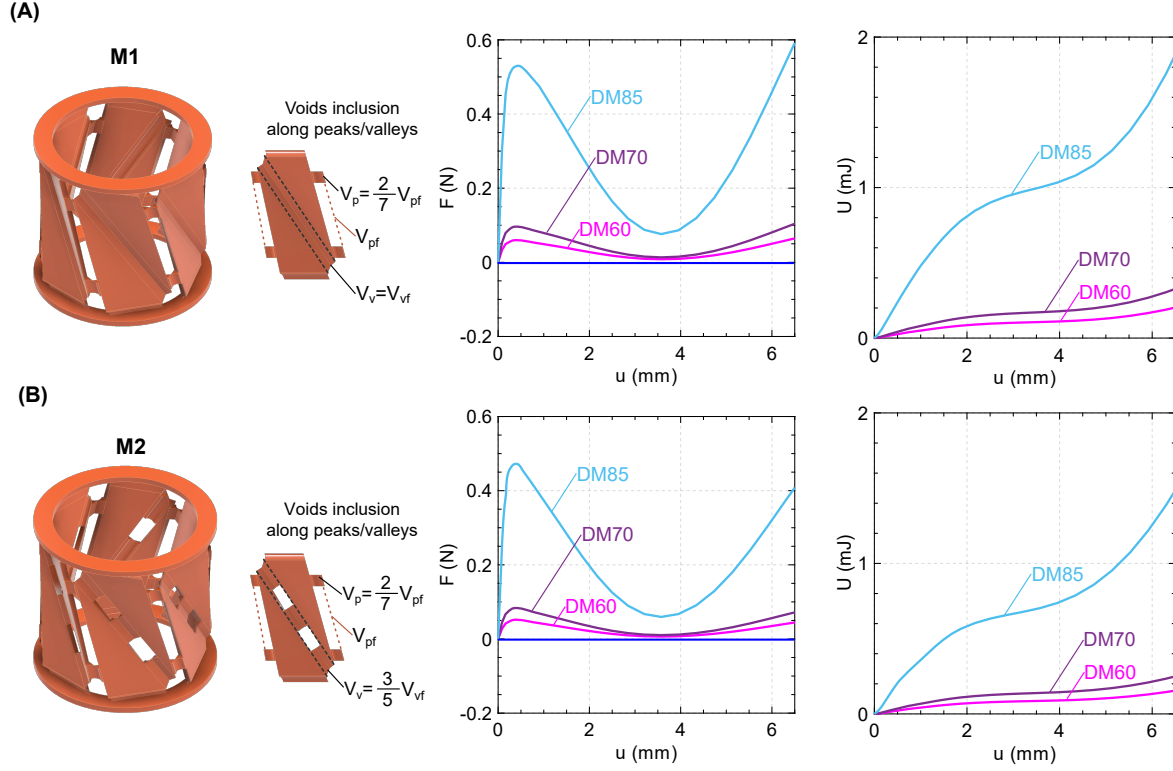 (A)
M1
Voids inclusion
along peaks/valleys
V_p = 2/7 V_pf
V_pf
V_v = V_vf
F (N)
0.6
0.4
0.2
0
-0.2
DM85
DM70
DM60
0 2 4 6
u (mm)
U (mJ)
2
1
0
DM85
DM70
DM60
0 2 4 6
u (mm)
(B)
M2
Voids inclusion
along peaks/valleys
V_p = 2/7 V_pf
V_pf
V_v = 3/5 V_vf
F (N)
0.6
0.4
0.2
0
-0.2
DM85
DM70
DM60
0 2 4 6
u (mm)
U (mJ)
2
1
0
DM85
DM70
DM60
0 2 4 6
u (mm)